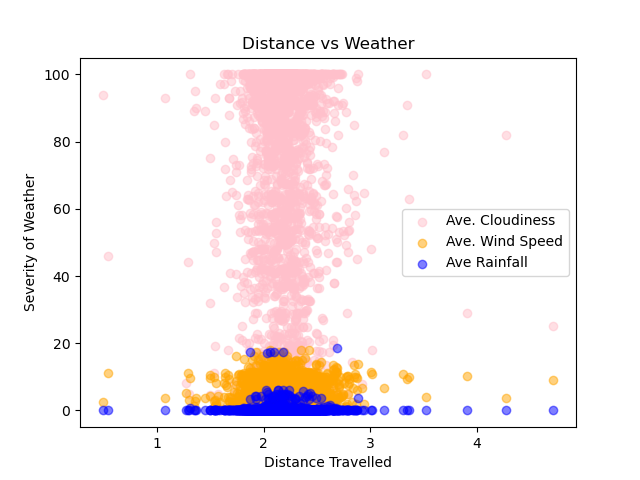 Distance vs Weather
100
80
60
40
20
0
Severity of Weather
Ave. Cloudiness
Ave. Wind Speed
Ave Rainfall
1 2 3 4
Distance Travelled